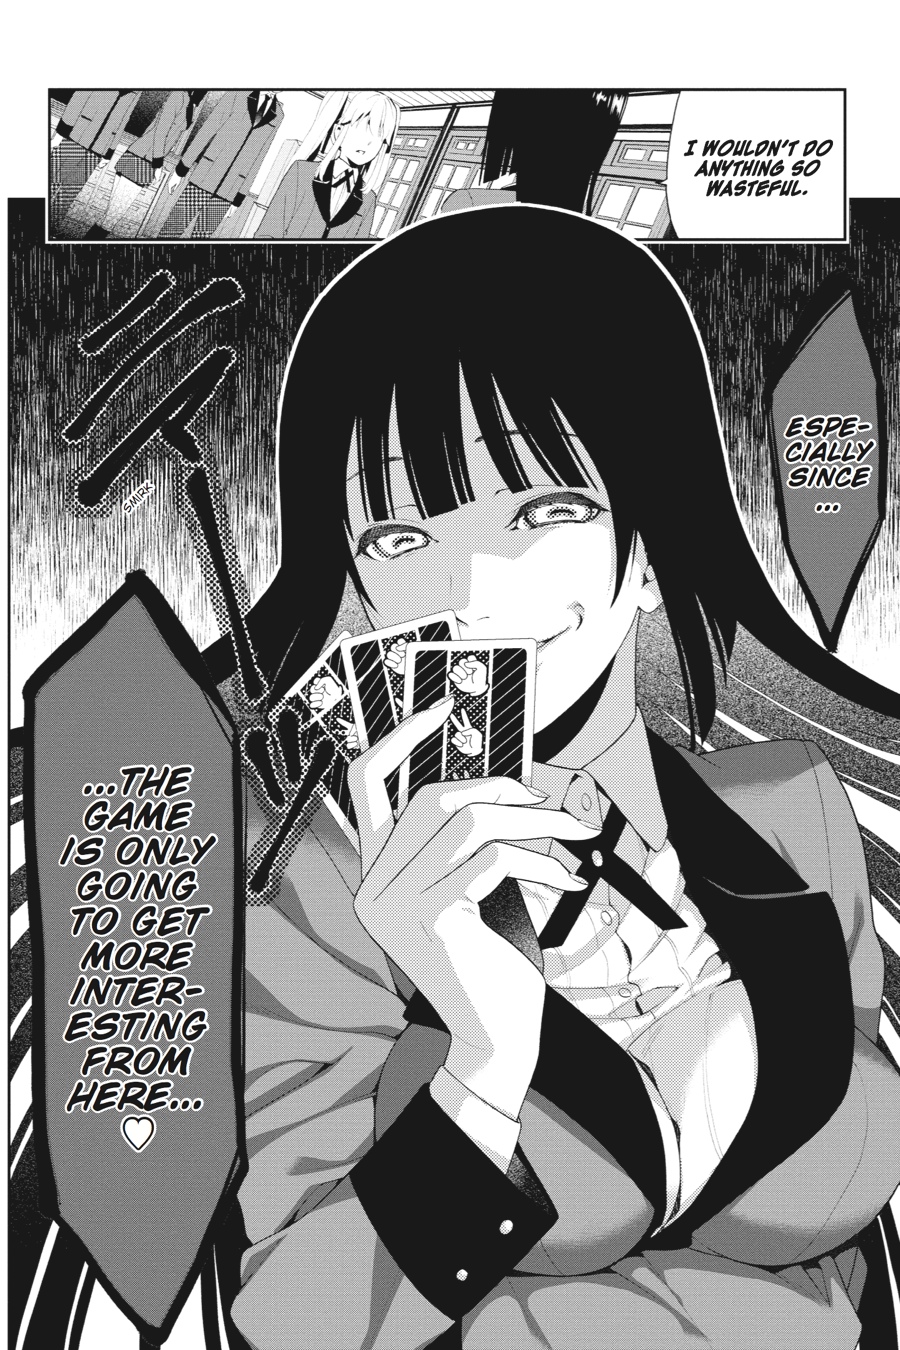 I WOULDN'T DO
ANYTHING SO
WASTEFUL.
ESPE-
CIALLY
SINCE
...
SMIRK
...THE
GAME
IS ONLY
GOING
TO GET
MORE
INTER-
ESTING
FROM
HERE...
♡